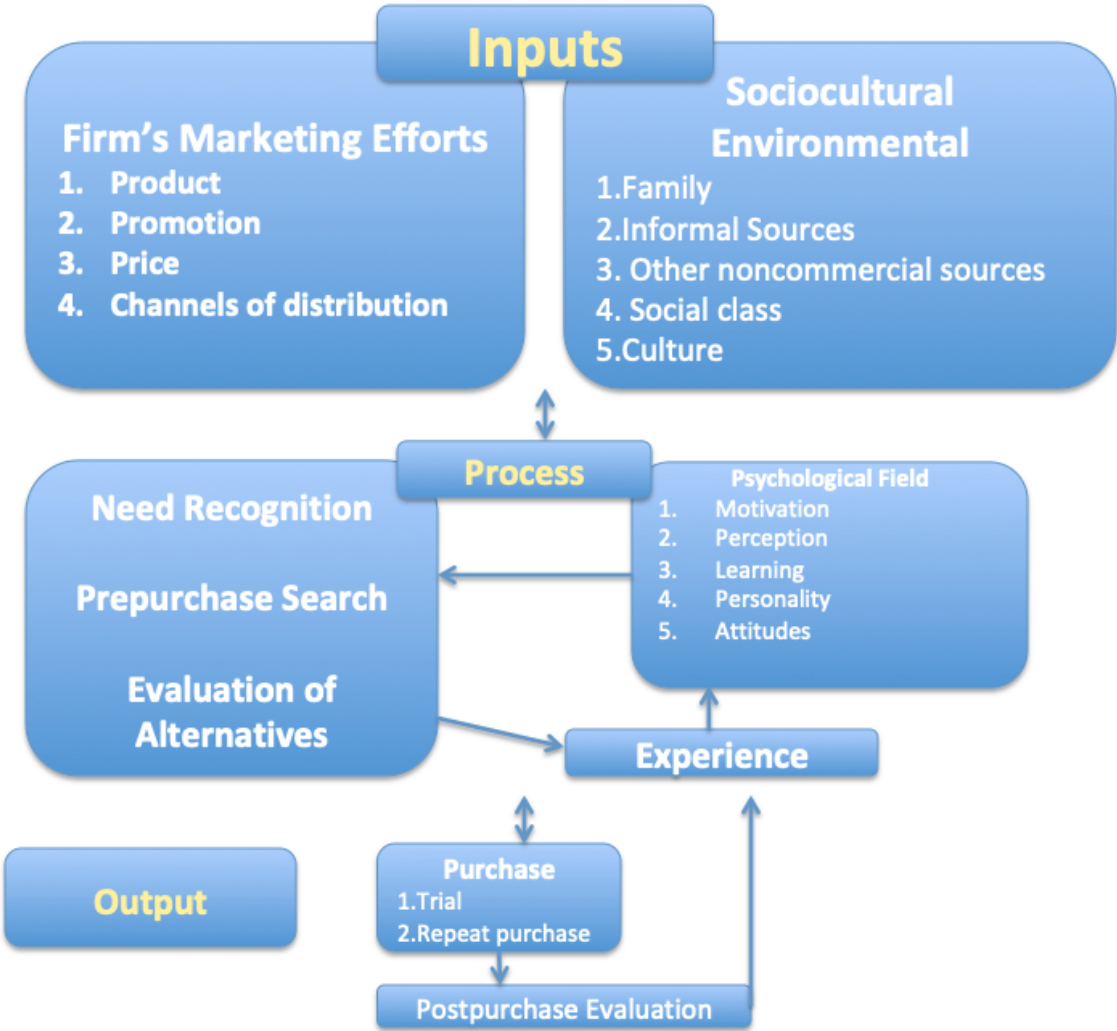 Inputs
Firm's Marketing Efforts
1. Product
2. Promotion
3. Price
4. Channels of distribution
Sociocultural
Environmental
1.Family
2.Informal Sources
3. Other noncommercial sources
4. Social class
5.Culture
Process
Need Recognition
Prepurchase Search
Evaluation of
Alternatives
Psychological Field
1. Motivation
2. Perception
3. Learning
4. Personality
5. Attitudes
Experience
Output
Purchase
1.Trial
2.Repeat purchase
Postpurchase Evaluation